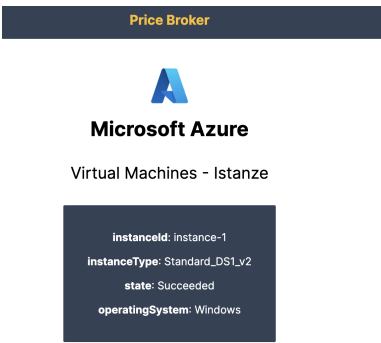 Price Broker
Microsoft Azure
Virtual Machines - Istanze
instanceId: instance-1
instanceType: Standard_DS1_v2
state: Succeeded
operatingSystem: Windows